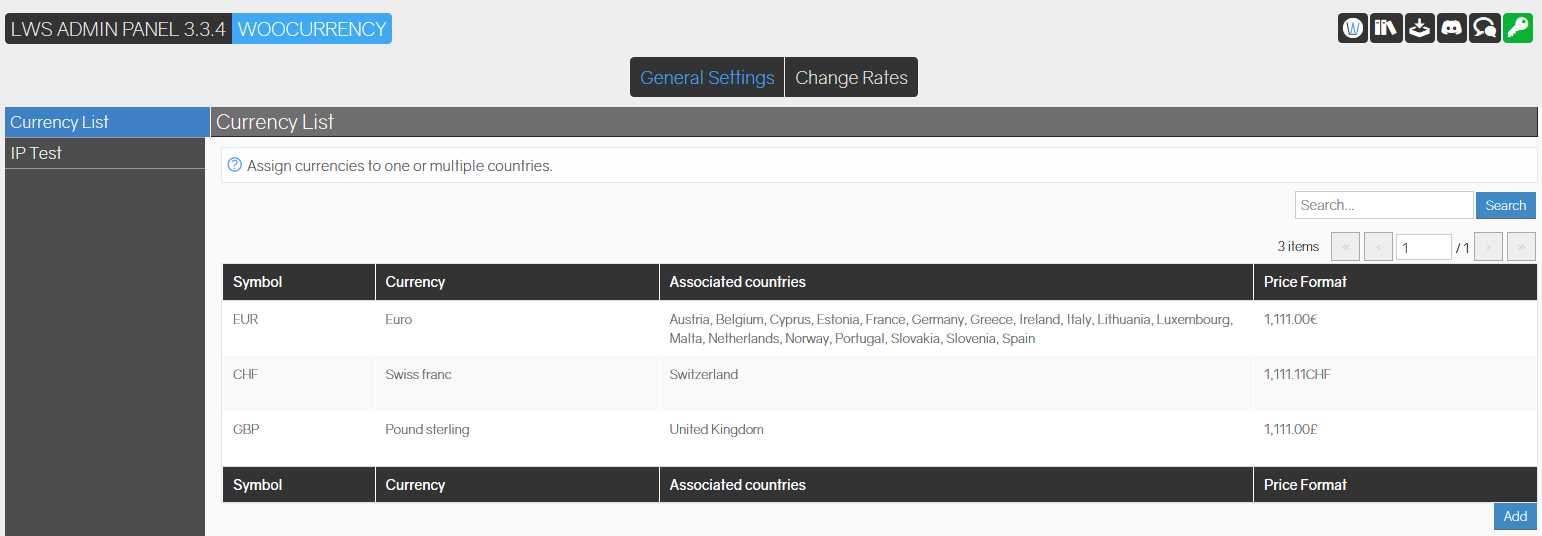 LWS ADMIN PANEL 3.3.4 WOOCURRENCY
General Settings Change Rates
Currency List
IP Test
Currency List
Assign currencies to one or multiple countries.
Search... Search
3 items « ‹ 1 / 1 › »
Symbol Currency Associated countries Price Format
EUR Euro Austria, Belgium, Cyprus, Estonia, France, Germany, Greece, Ireland, Italy, Lithuania, Luxembourg, 1,111.00€
Malta, Netherlands, Norway, Portugal, Slovakia, Slovenia, Spain
CHF Swiss franc Switzerland 1,111.11CHF
GBP Pound sterling United Kingdom 1,111.00£
Symbol Currency Associated countries Price Format
Add